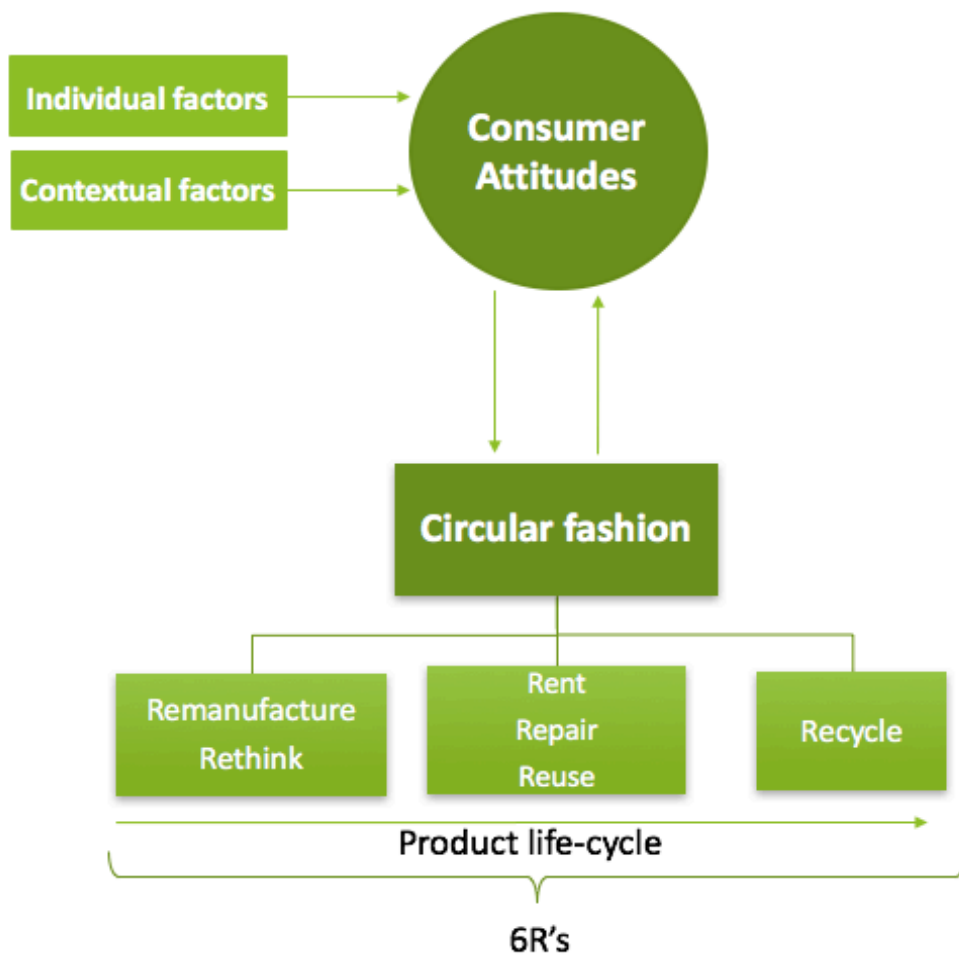 Individual factors
Contextual factors
Consumer
Attitudes
Circular fashion
Remanufacture
Rethink
Rent
Repair
Reuse
Recycle
Product life-cycle
6R's